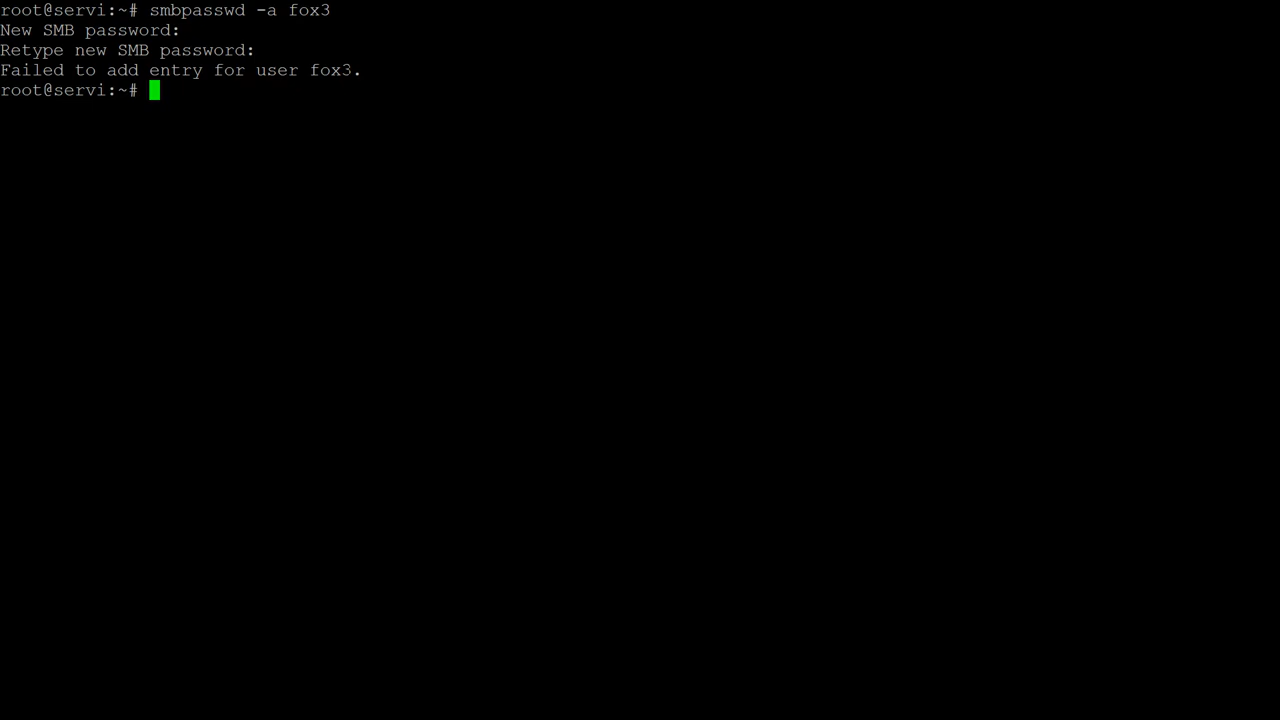 root@servi:~# smbpasswd -a fox3
New SMB password:
Retype new SMB password:
Failed to add entry for user fox3.
root@servi:~#